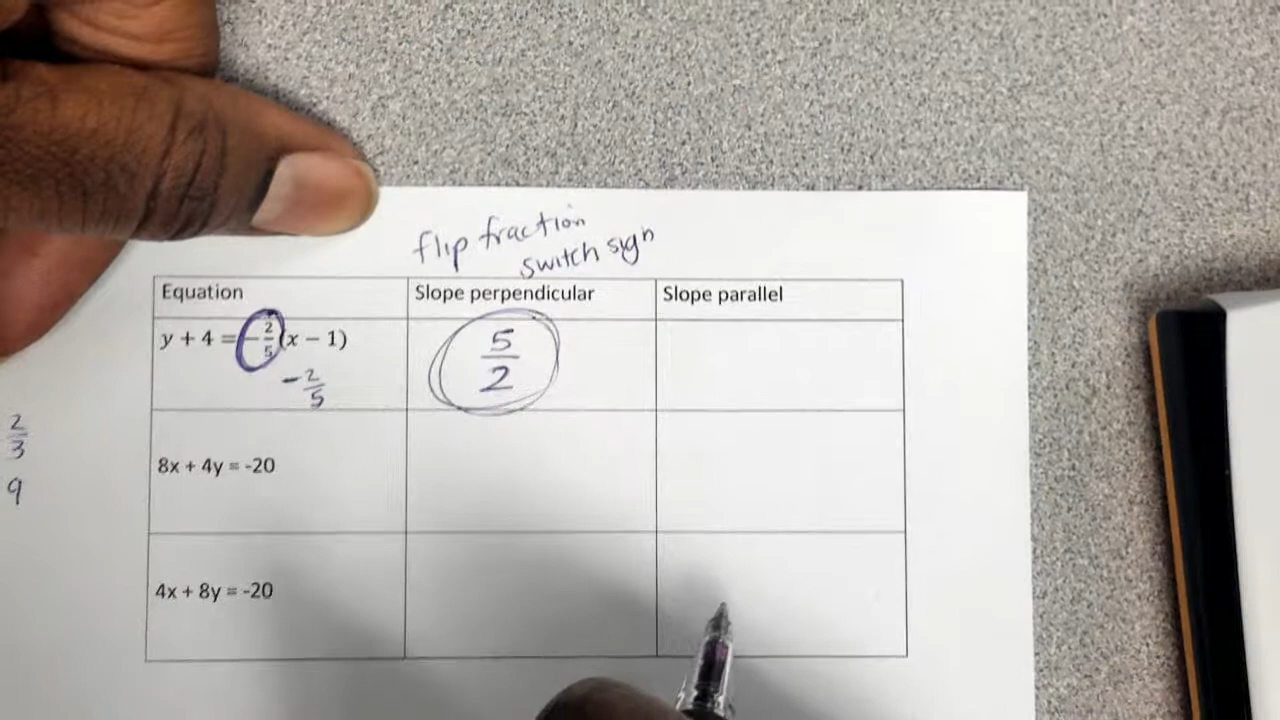 flip fraction
switch sign
Equation
Slope perpendicular
Slope parallel
y + 4 = −2/5(x − 1)
-2/5
5/2
8x + 4y = -20
4x + 8y = -20
2/3
9